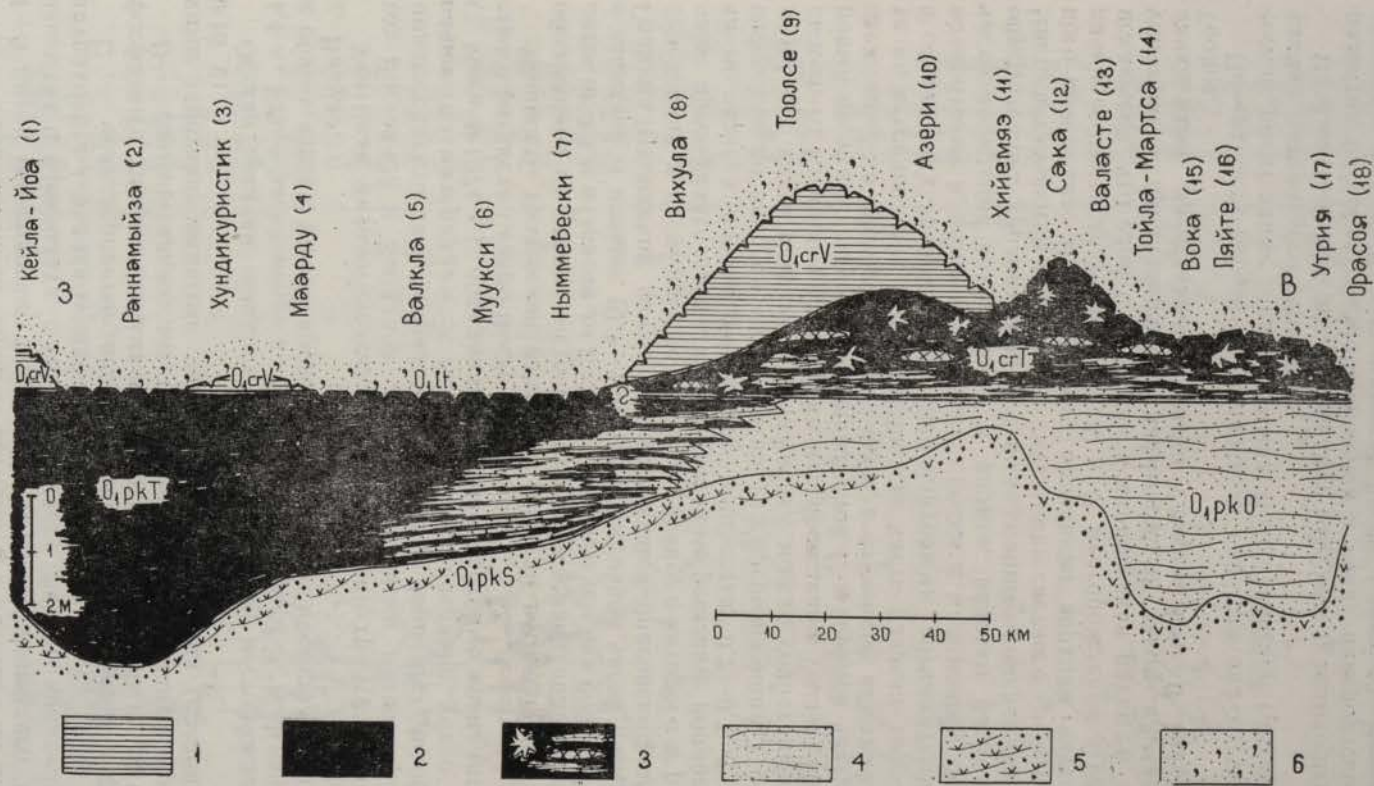 Кейла-Йоа (1)
Раннамыйза (2)
Хундикуристик (3)
Маарду (4)
Валкла (5)
Мууkси (6)
Ныммевески (7)
Вихула (8)
Тоолсе (9)
Азери (10)
Хийемяэ (11)
Сака (12)
Валасте (13)
Тойла-Мартса (14)
Вока (15)
Пяйте (16)
Утрия (17)
Орасоя (18)
З
В
O₁crV
O₁crV
O₁lt
O₁crV
?
O₁crT
O₁pkT
O₁pkS
O₁pkO
0
1
2 М
0 10 20 30 40 50 КМ
1 2 3 4 5 6